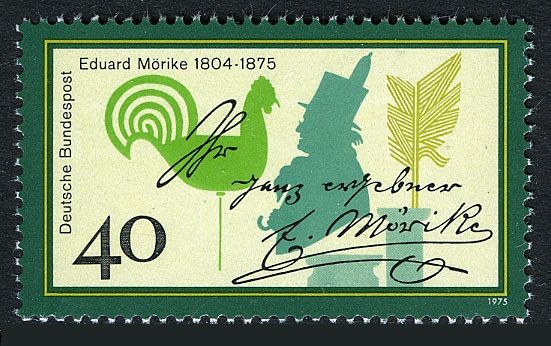 Eduard Mörike 1804-1875
Deutsche Bundespost
Ihr
ganz ergebner
E. Mörike
40
1975